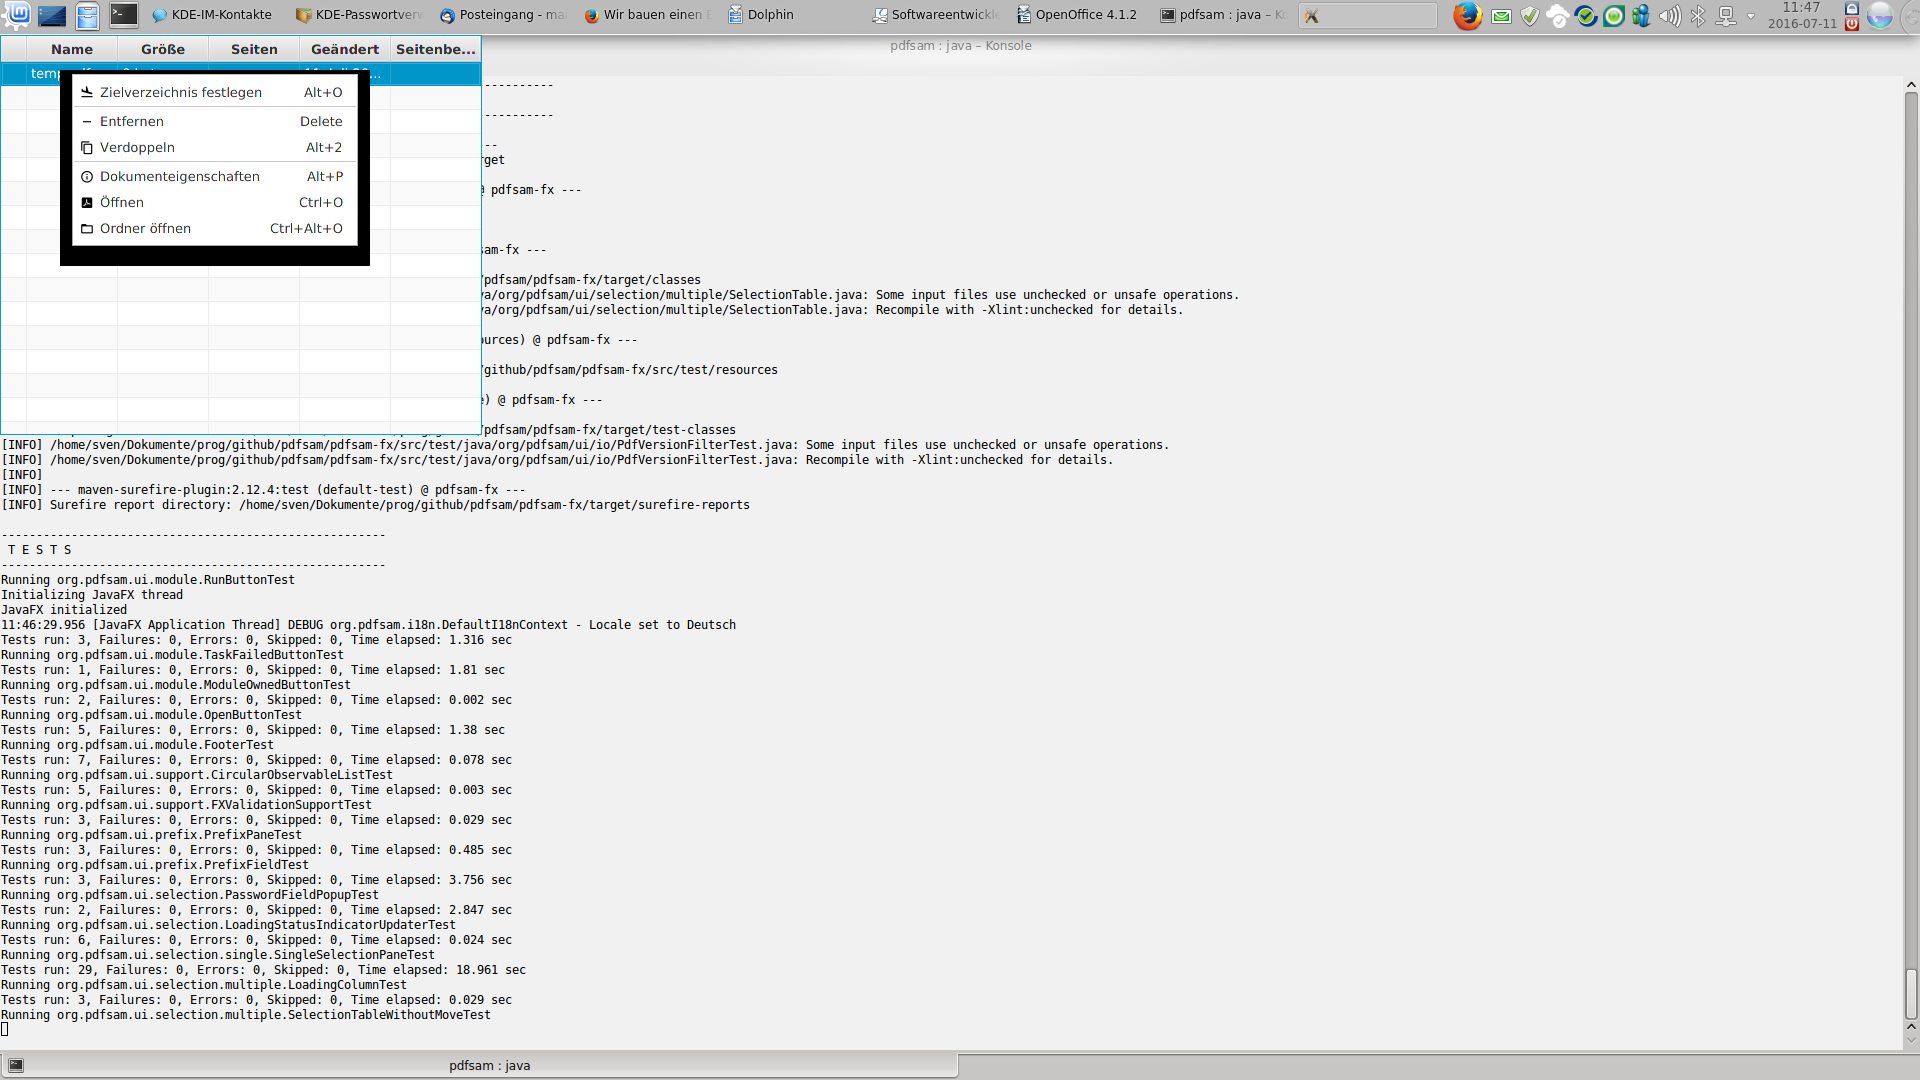 KDE-IM-Kontakte
KDE-Passwortverw
Posteingang - ma
Wir bauen einen
Dolphin
Softwareentwickl
OpenOffice 4.1.2
pdfsam : java – Ko
11:47
2016-07-11
pdfsam : java – Konsole
Name Größe Seiten Geändert Seitenbe...
Zielverzeichnis festlegen Alt+O
Entfernen Delete
Verdoppeln Alt+2
Dokumenteigenschaften Alt+P
Öffnen Ctrl+O
Ordner öffnen Ctrl+Alt+O
----------
----------
--
rget
@ pdfsam-fx ---
sam-fx ---
/pdfsam/pdfsam-fx/target/classes
va/org/pdfsam/ui/selection/multiple/SelectionTable.java: Some input files use unchecked or unsafe operations.
va/org/pdfsam/ui/selection/multiple/SelectionTable.java: Recompile with -Xlint:unchecked for details.
urces) @ pdfsam-fx ---
/github/pdfsam/pdfsam-fx/src/test/resources
e) @ pdfsam-fx ---
/pdfsam/pdfsam-fx/target/test-classes
[INFO] /home/sven/Dokumente/prog/github/pdfsam/pdfsam-fx/src/test/java/org/pdfsam/ui/io/PdfVersionFilterTest.java: Some input files use unchecked or unsafe operations.
[INFO] /home/sven/Dokumente/prog/github/pdfsam/pdfsam-fx/src/test/java/org/pdfsam/ui/io/PdfVersionFilterTest.java: Recompile with -Xlint:unchecked for details.
[INFO]
[INFO] --- maven-surefire-plugin:2.12.4:test (default-test) @ pdfsam-fx ---
[INFO] Surefire report directory: /home/sven/Dokumente/prog/github/pdfsam/pdfsam-fx/target/surefire-reports
-------------------------------------------------------
T E S T S
-------------------------------------------------------
Running org.pdfsam.ui.module.RunButtonTest
Initializing JavaFX thread
JavaFX initialized
11:46:29.956 [JavaFX Application Thread] DEBUG org.pdfsam.i18n.DefaultI18nContext - Locale set to Deutsch
Tests run: 3, Failures: 0, Errors: 0, Skipped: 0, Time elapsed: 1.316 sec
Running org.pdfsam.ui.module.TaskFailedButtonTest
Tests run: 1, Failures: 0, Errors: 0, Skipped: 0, Time elapsed: 1.81 sec
Running org.pdfsam.ui.module.ModuleOwnedButtonTest
Tests run: 2, Failures: 0, Errors: 0, Skipped: 0, Time elapsed: 0.002 sec
Running org.pdfsam.ui.module.OpenButtonTest
Tests run: 5, Failures: 0, Errors: 0, Skipped: 0, Time elapsed: 1.38 sec
Running org.pdfsam.ui.module.FooterTest
Tests run: 7, Failures: 0, Errors: 0, Skipped: 0, Time elapsed: 0.078 sec
Running org.pdfsam.ui.support.CircularObservableListTest
Tests run: 5, Failures: 0, Errors: 0, Skipped: 0, Time elapsed: 0.003 sec
Running org.pdfsam.ui.support.FXValidationSupportTest
Tests run: 3, Failures: 0, Errors: 0, Skipped: 0, Time elapsed: 0.029 sec
Running org.pdfsam.ui.prefix.PrefixPaneTest
Tests run: 3, Failures: 0, Errors: 0, Skipped: 0, Time elapsed: 0.485 sec
Running org.pdfsam.ui.prefix.PrefixFieldTest
Tests run: 3, Failures: 0, Errors: 0, Skipped: 0, Time elapsed: 3.756 sec
Running org.pdfsam.ui.selection.PasswordFieldPopupTest
Tests run: 2, Failures: 0, Errors: 0, Skipped: 0, Time elapsed: 2.847 sec
Running org.pdfsam.ui.selection.LoadingStatusIndicatorUpdaterTest
Tests run: 6, Failures: 0, Errors: 0, Skipped: 0, Time elapsed: 0.024 sec
Running org.pdfsam.ui.selection.single.SingleSelectionPaneTest
Tests run: 29, Failures: 0, Errors: 0, Skipped: 0, Time elapsed: 18.961 sec
Running org.pdfsam.ui.selection.multiple.LoadingColumnTest
Tests run: 3, Failures: 0, Errors: 0, Skipped: 0, Time elapsed: 0.029 sec
Running org.pdfsam.ui.selection.multiple.SelectionTableWithoutMoveTest
pdfsam : java